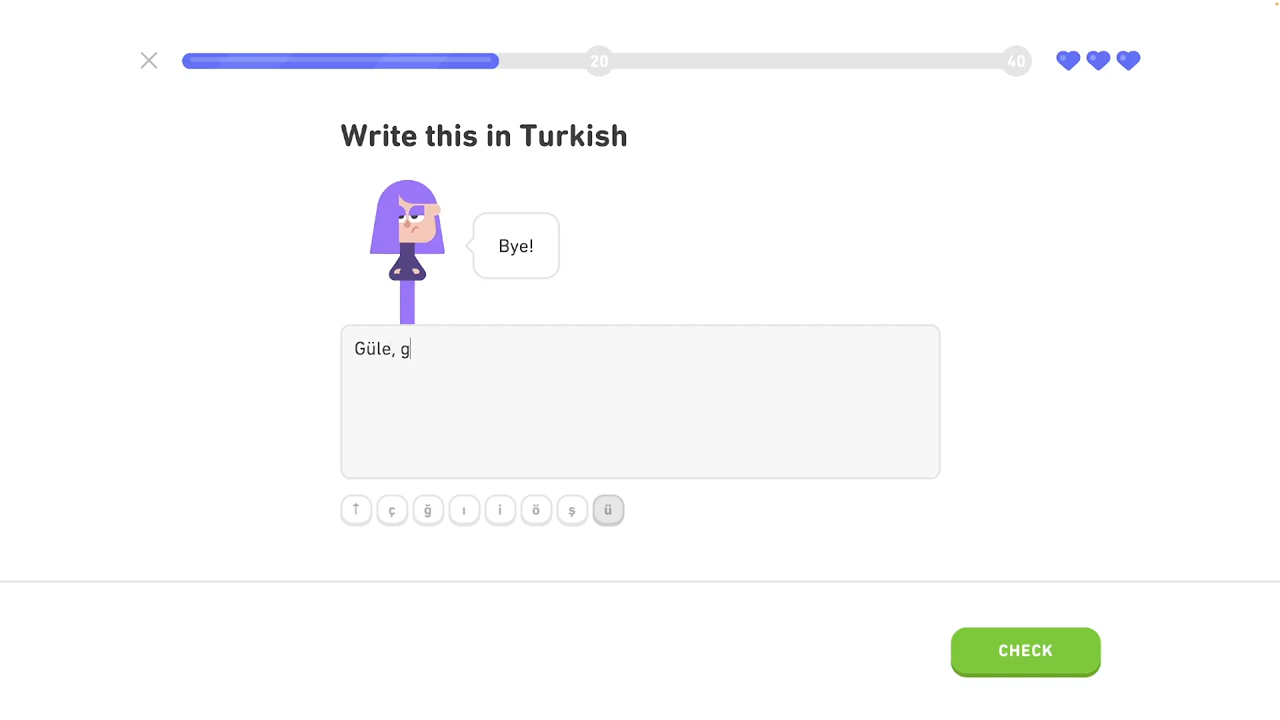 20
40
Write this in Turkish
Bye!
Güle, g
↑ ç ğ ı i ö ş ü
CHECK